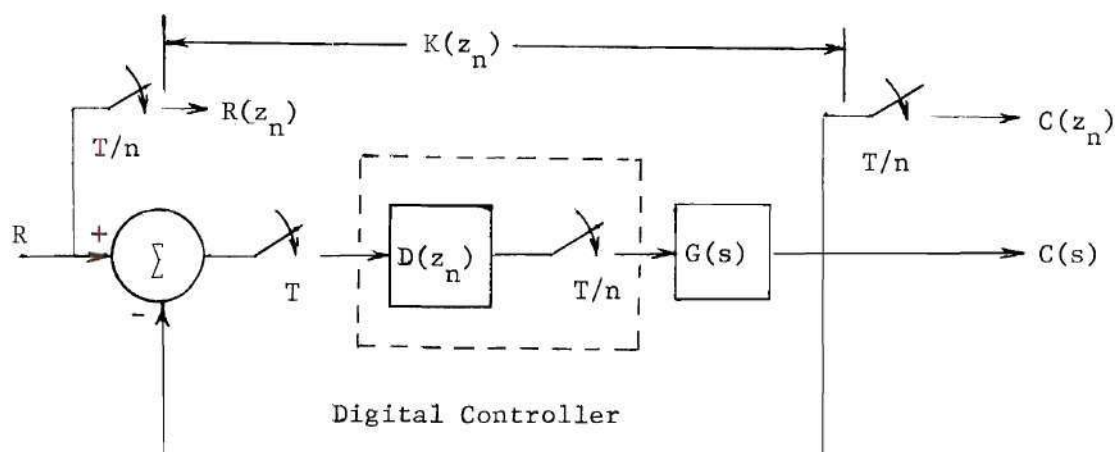 K(z_n)
R(z_n)
C(z_n)
T/n
T/n
R
+
Σ
-
T
D(z_n)
T/n
G(s)
C(s)
Digital Controller